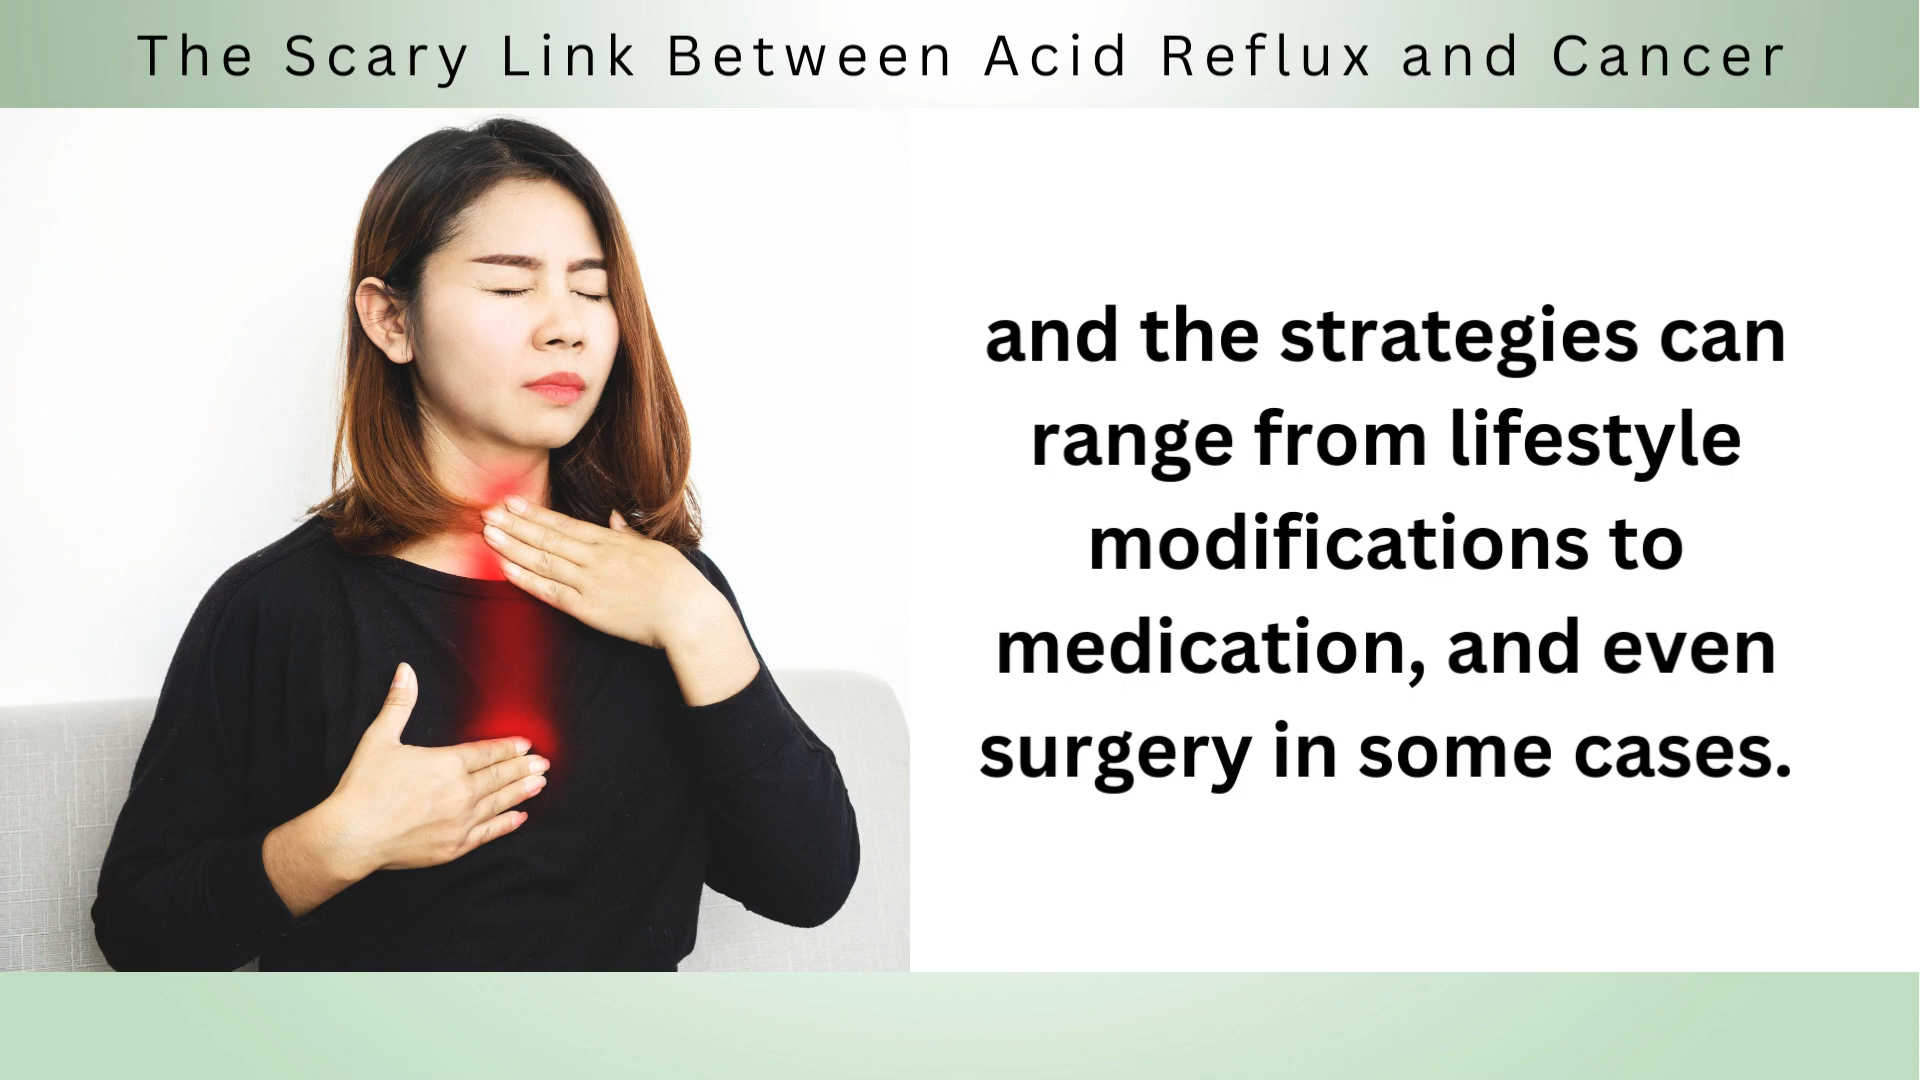 The Scary Link Between Acid Reflux and Cancer
and the strategies can
range from lifestyle
modifications to
medication, and even
surgery in some cases.